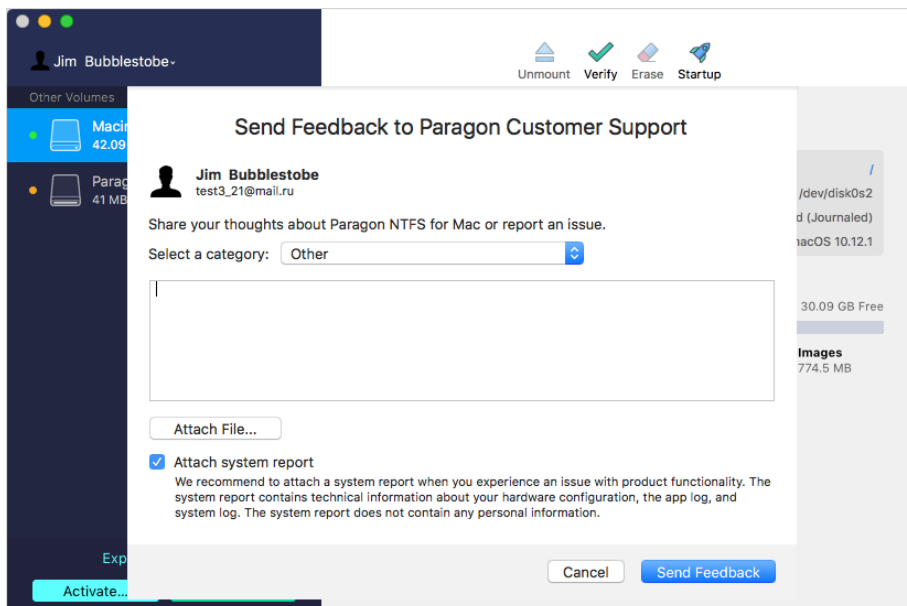 Jim Bubblestobe
Unmount Verify Erase Startup
Other Volumes
42.09
41 MB
Send Feedback to Paragon Customer Support
Jim Bubblestobe
test3_21@mail.ru
Share your thoughts about Paragon NTFS for Mac or report an issue.
Select a category: Other
Attach File...
Attach system report
We recommend to attach a system report when you experience an issue with product functionality. The
system report contains technical information about your hardware configuration, the app log, and
system log. The system report does not contain any personal information.
Cancel Send Feedback
/
/dev/disk0s2
(Journaled)
macOS 10.12.1
30.09 GB Free
Images
774.5 MB
Activate...